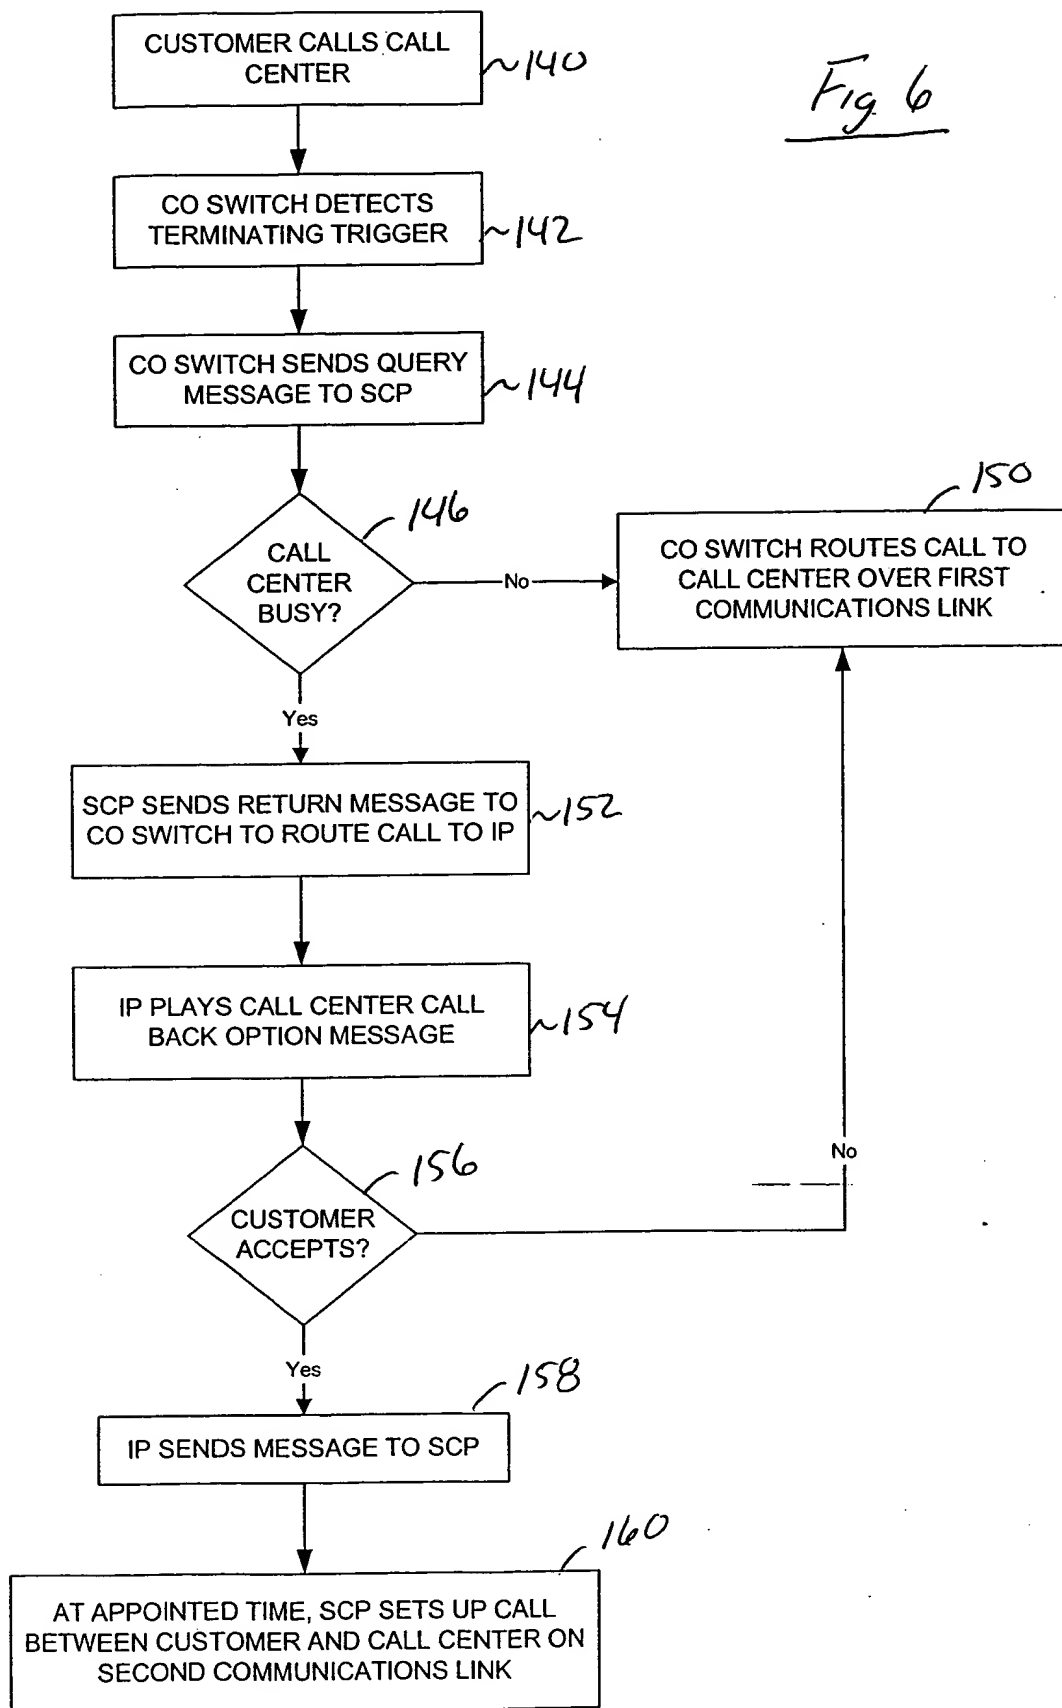 CUSTOMER CALLS CALL
CENTER
~140
Fig 6
CO SWITCH DETECTS
TERMINATING TRIGGER
~142
CO SWITCH SENDS QUERY
MESSAGE TO SCP
~144
146
CALL
CENTER
BUSY?
No
150
CO SWITCH ROUTES CALL TO
CALL CENTER OVER FIRST
COMMUNICATIONS LINK
Yes
SCP SENDS RETURN MESSAGE TO
CO SWITCH TO ROUTE CALL TO IP
~152
IP PLAYS CALL CENTER CALL
BACK OPTION MESSAGE
~154
156
CUSTOMER
ACCEPTS?
No
Yes
158
IP SENDS MESSAGE TO SCP
160
AT APPOINTED TIME, SCP SETS UP CALL
BETWEEN CUSTOMER AND CALL CENTER ON
SECOND COMMUNICATIONS LINK